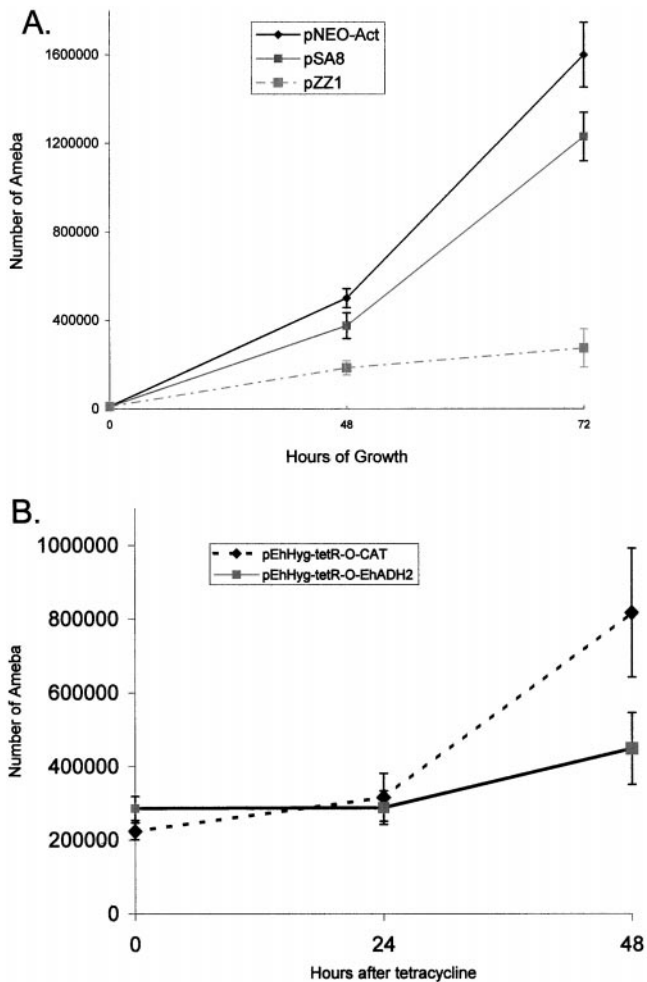 A.
pNEO-Act
pSA8
pZZ1
Number of Ameba
1600000
1200000
800000
400000
0
0 48 72
Hours of Growth
B.
pEhHyg-tetR-O-CAT
pEhHyg-tetR-O-EhADH2
Number of Ameba
1000000
800000
600000
400000
200000
0
0 24 48
Hours after tetracycline